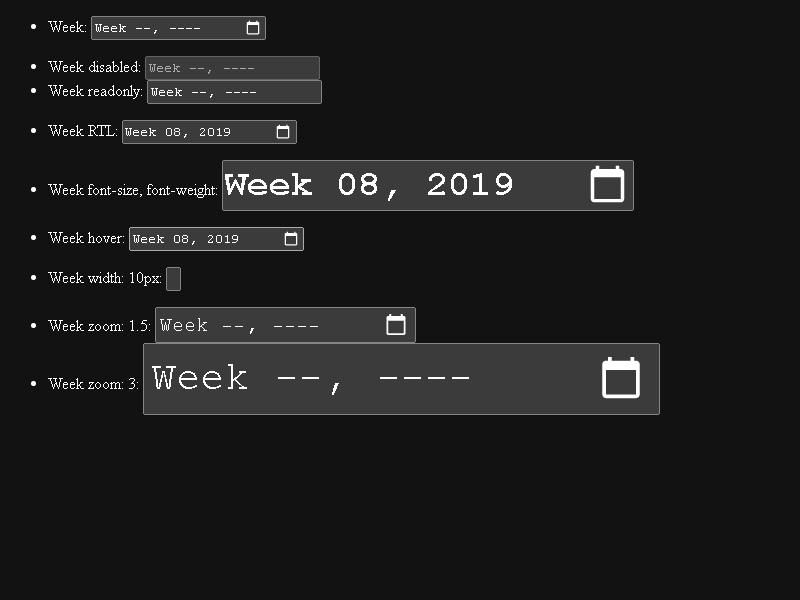 Week: Week --, ----
Week disabled: Week --, ----
Week readonly: Week --, ----
Week RTL: Week 08, 2019
Week font-size, font-weight: Week 08, 2019
Week hover: Week 08, 2019
Week width: 10px:
Week zoom: 1.5: Week --, ----
Week zoom: 3: Week --, ----